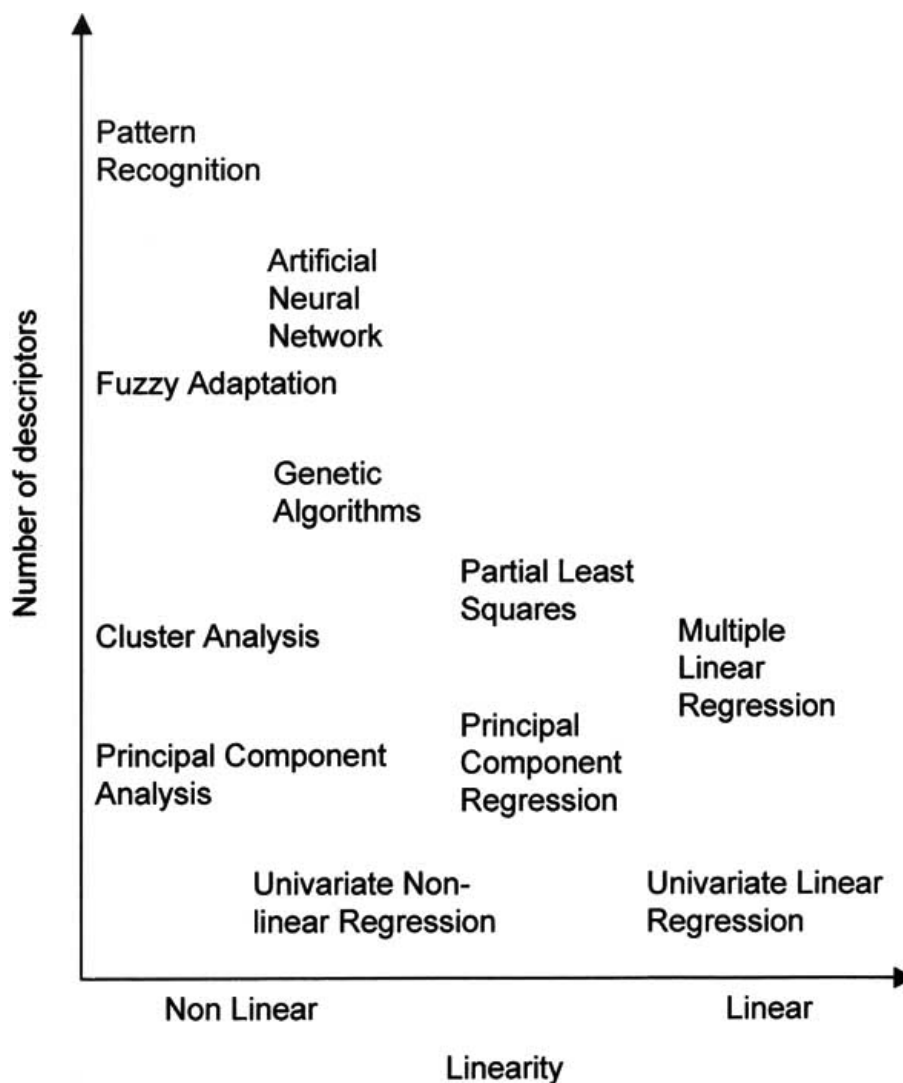 Pattern
Recognition
Artificial
Neural
Network
Fuzzy Adaptation
Genetic
Algorithms
Partial Least
Squares
Cluster Analysis
Multiple
Linear
Regression
Principal Component
Analysis
Principal
Component
Regression
Univariate Non-
linear Regression
Univariate Linear
Regression
Number of descriptors
Non Linear
Linear
Linearity